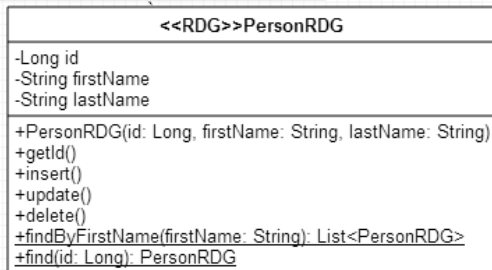 <<RDG>>PersonRDG
-Long id
-String firstName
-String lastName
+PersonRDG(id: Long, firstName: String, lastName: String)
+getId()
+insert()
+update()
+delete()
+findByFirstName(firstName: String): List<PersonRDG>
+find(id: Long): PersonRDG